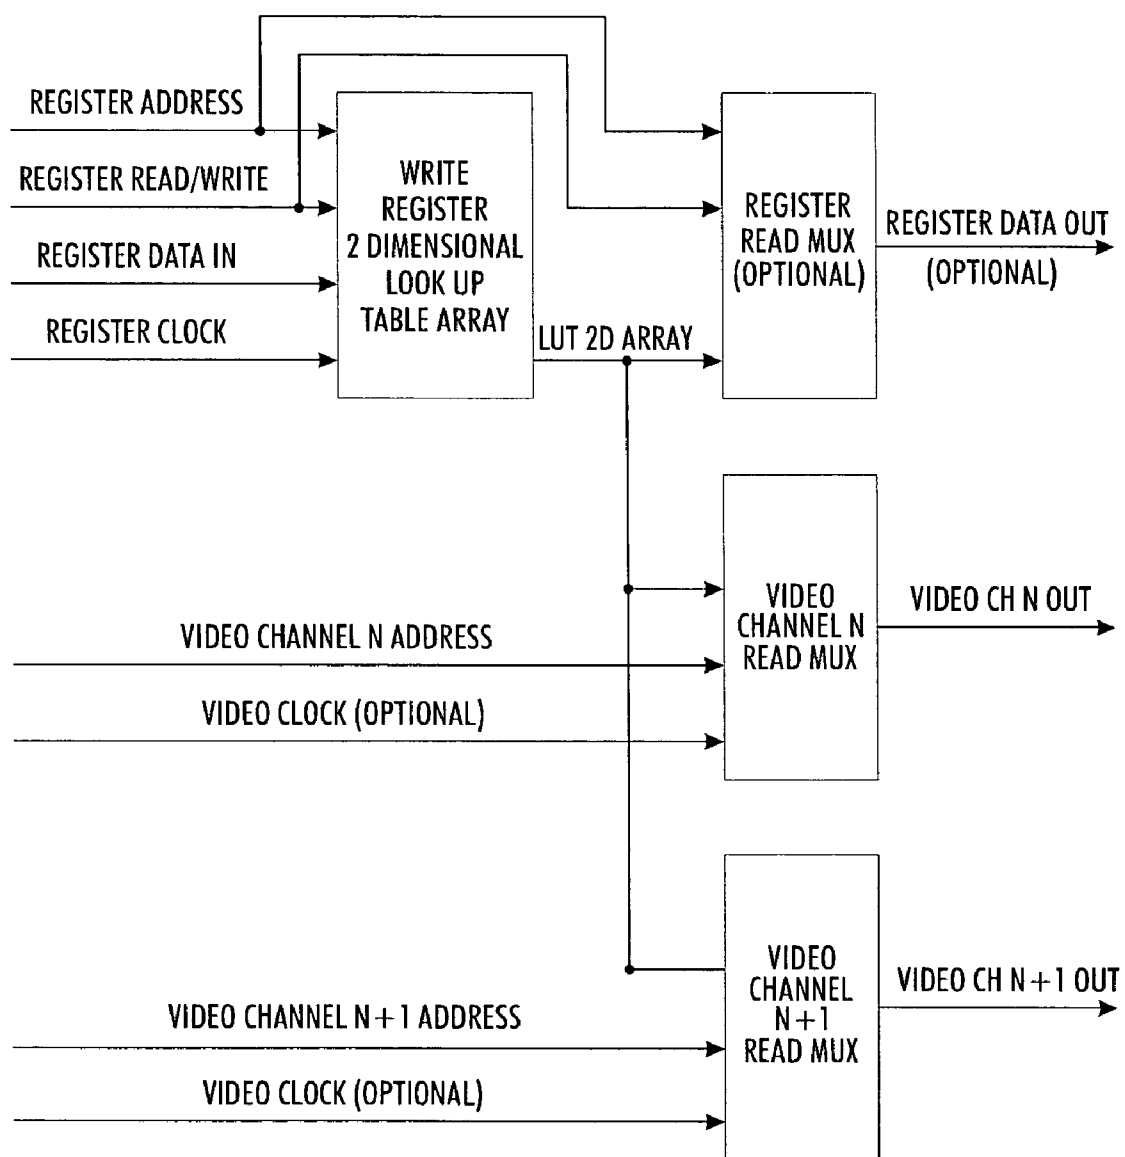 REGISTER ADDRESS
REGISTER READ/WRITE
REGISTER DATA IN
REGISTER CLOCK
WRITE
REGISTER
2 DIMENSIONAL
LOOK UP
TABLE ARRAY
LUT 2D ARRAY
REGISTER
READ MUX
(OPTIONAL)
REGISTER DATA OUT
(OPTIONAL)
VIDEO CHANNEL N ADDRESS
VIDEO CLOCK (OPTIONAL)
VIDEO
CHANNEL N
READ MUX
VIDEO CH N OUT
VIDEO CHANNEL N+1 ADDRESS
VIDEO CLOCK (OPTIONAL)
VIDEO
CHANNEL
N+1
READ MUX
VIDEO CH N+1 OUT